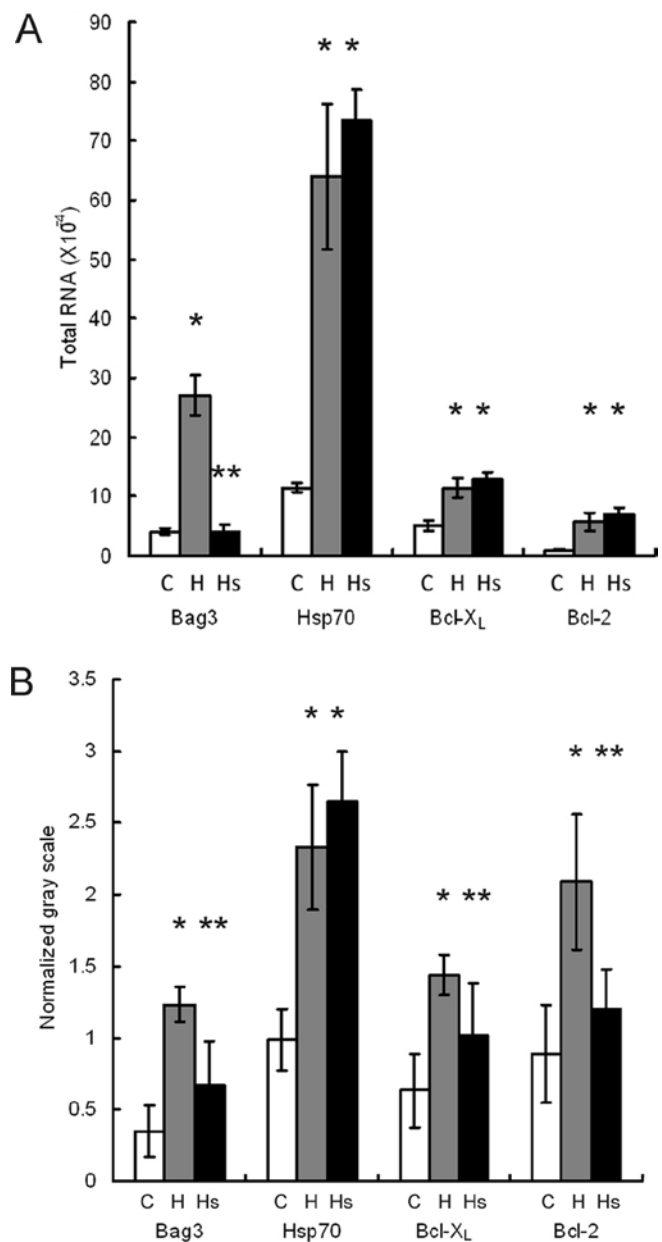 A
Total RNA (X10⁻⁴)
90
80
70
60
50
40
30
20
10
0
* * * * * * *
**
C H Hs C H Hs C H Hs C H Hs
Bag3 Hsp70 Bcl-X_L Bcl-2
B
Normalized gray scale
3.5
3
2.5
2
1.5
1
0.5
0
* ** * * * ** * **
C H Hs C H Hs C H Hs C H Hs
Bag3 Hsp70 Bcl-X_L Bcl-2